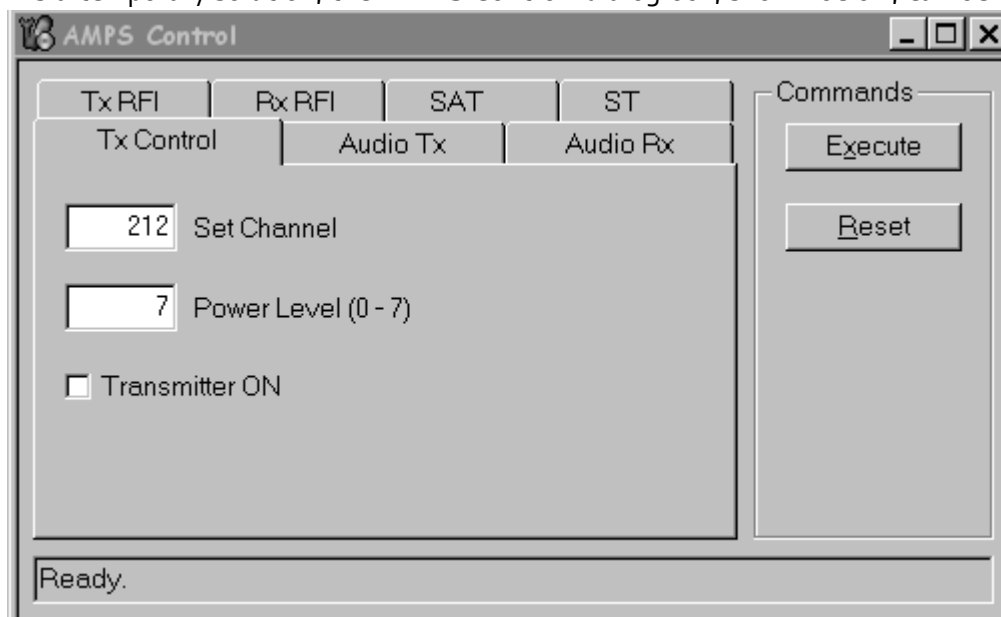 AMPS Control
Tx RFI Rx RFI SAT ST
Tx Control Audio Tx Audio Rx
212 Set Channel
7 Power Level (0 - 7)
Transmitter ON
Commands
Execute
Reset
Ready.